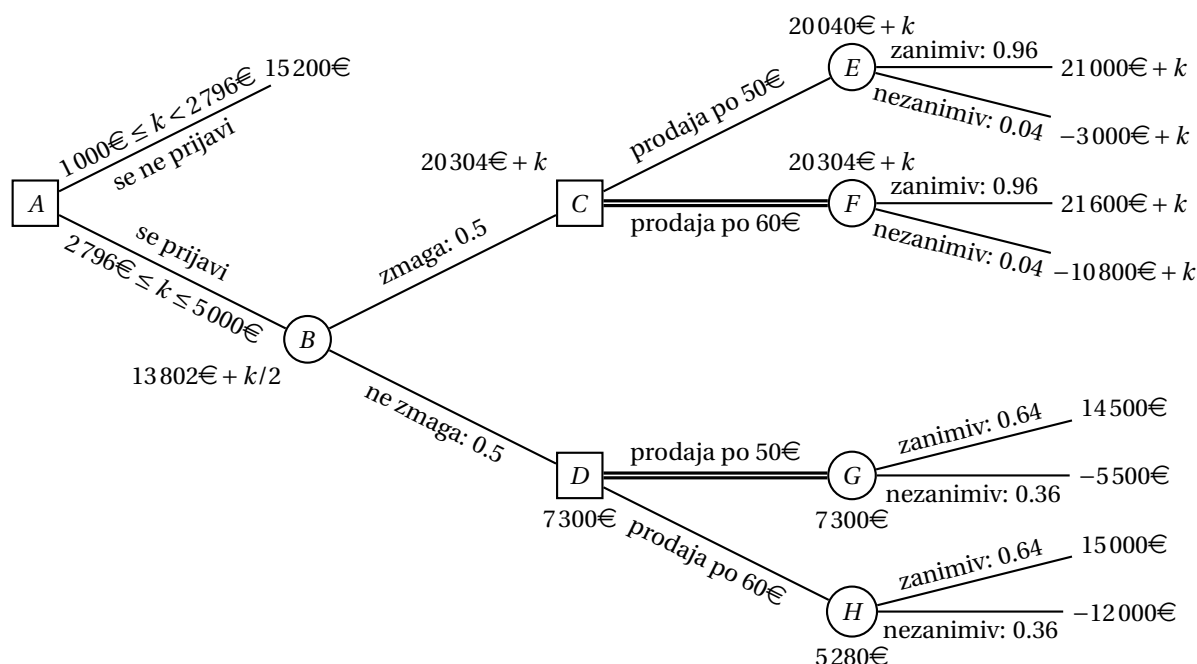 20 040€ + k
zanimiv: 0.96
21 000€ + k
E
nezanimiv: 0.04
−3 000€ + k
prodaja po 50€
15 200€
1 000€ ≤ k < 2 796€
se ne prijavi
20 304€ + k
20 304€ + k
zanimiv: 0.96
21 600€ + k
A
C
F
prodaja po 60€
nezanimiv: 0.04
−10 800€ + k
se prijavi
2 796€ ≤ k ≤ 5 000€
zmaga: 0.5
B
13 802€ + k/2
ne zmaga: 0.5
14 500€
zanimiv: 0.64
prodaja po 50€
D
G
−5 500€
nezanimiv: 0.36
7 300€
7 300€
prodaja po 60€
15 000€
zanimiv: 0.64
H
−12 000€
nezanimiv: 0.36
5 280€